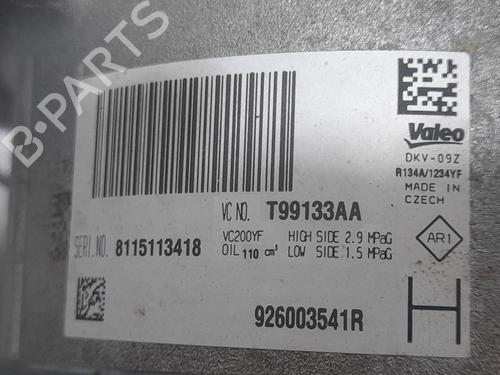 B-PARTS
Valeo
DKV-09Z
R134A/1234YF
MADE IN
CZECH
VC NO. T99133AA
SERI.NO. 8115113418
VC200YF HIGH SIDE 2.9 MPaG
OIL 110 cm³ LOW SIDE 1.5 MPaG
AR1
926003541R
H